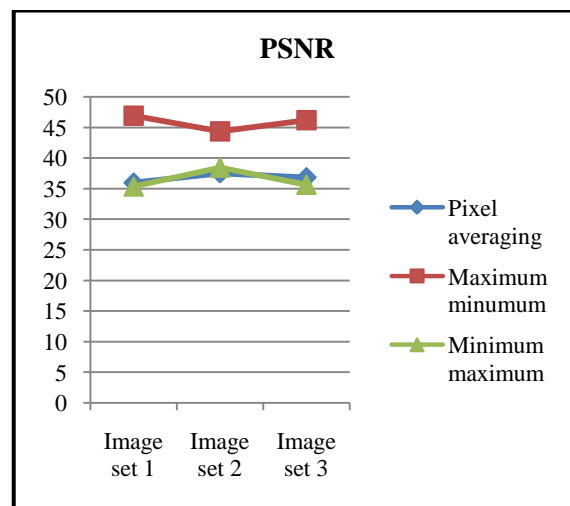 PSNR
50
45
40
35
30
25
20
15
10
5
0
Image
set 1
Image
set 2
Image
set 3
Pixel
averaging
Maximum
minumum
Minimum
maximum